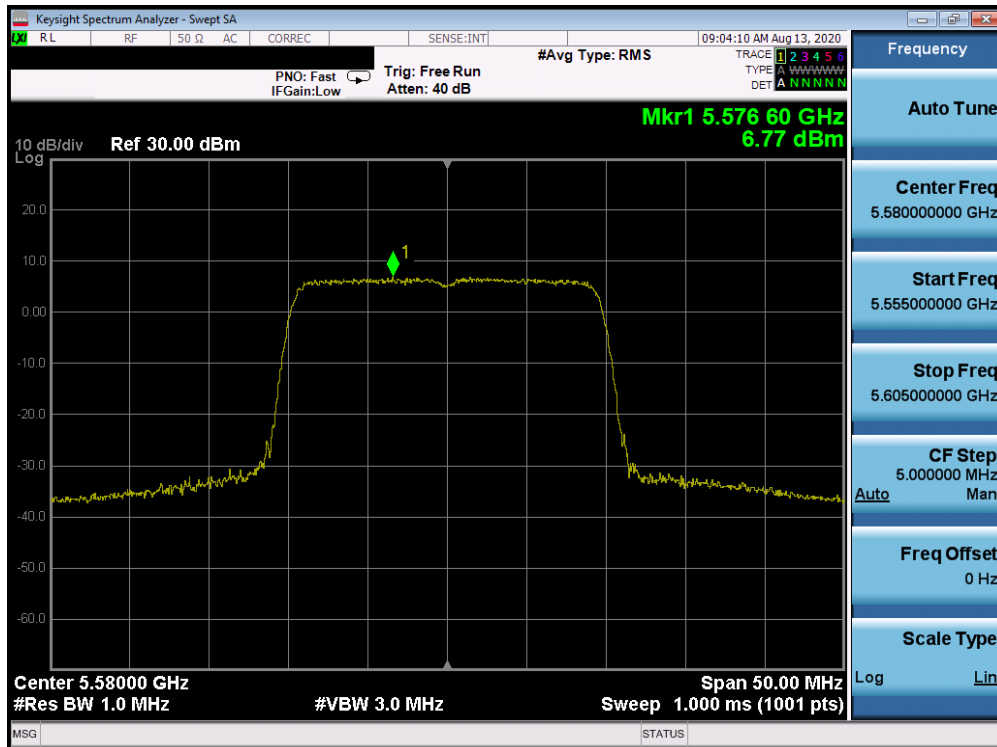 Keysight Spectrum Analyzer - Swept SA
LXI RL RF 50 Ω AC CORREC SENSE:INT 09:04:10 AM Aug 13, 2020
PNO: Fast
IFGain:Low
Trig: Free Run
Atten: 40 dB
#Avg Type: RMS
TRACE 1 2 3 4 5 6
TYPE A WWWWW
DET A N N N N N
Mkr1 5.576 60 GHz
6.77 dBm
10 dB/div
Log
Ref 30.00 dBm
20.0
10.0
1
0.00
-10.0
-20.0
-30.0
-40.0
-50.0
-60.0
Center 5.58000 GHz
Span 50.00 MHz
#Res BW 1.0 MHz
#VBW 3.0 MHz
Sweep 1.000 ms (1001 pts)
MSG
STATUS
Frequency
Auto Tune
Center Freq
5.580000000 GHz
Start Freq
5.555000000 GHz
Stop Freq
5.605000000 GHz
CF Step
5.000000 MHz
Auto Man
Freq Offset
0 Hz
Scale Type
Log Lin